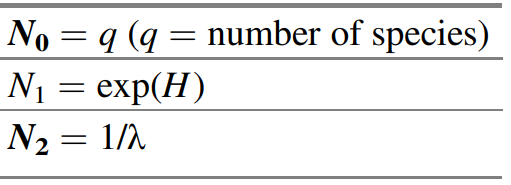 N₀ = q (q = number of species)
N₁ = exp(H)
N₂ = 1/λ